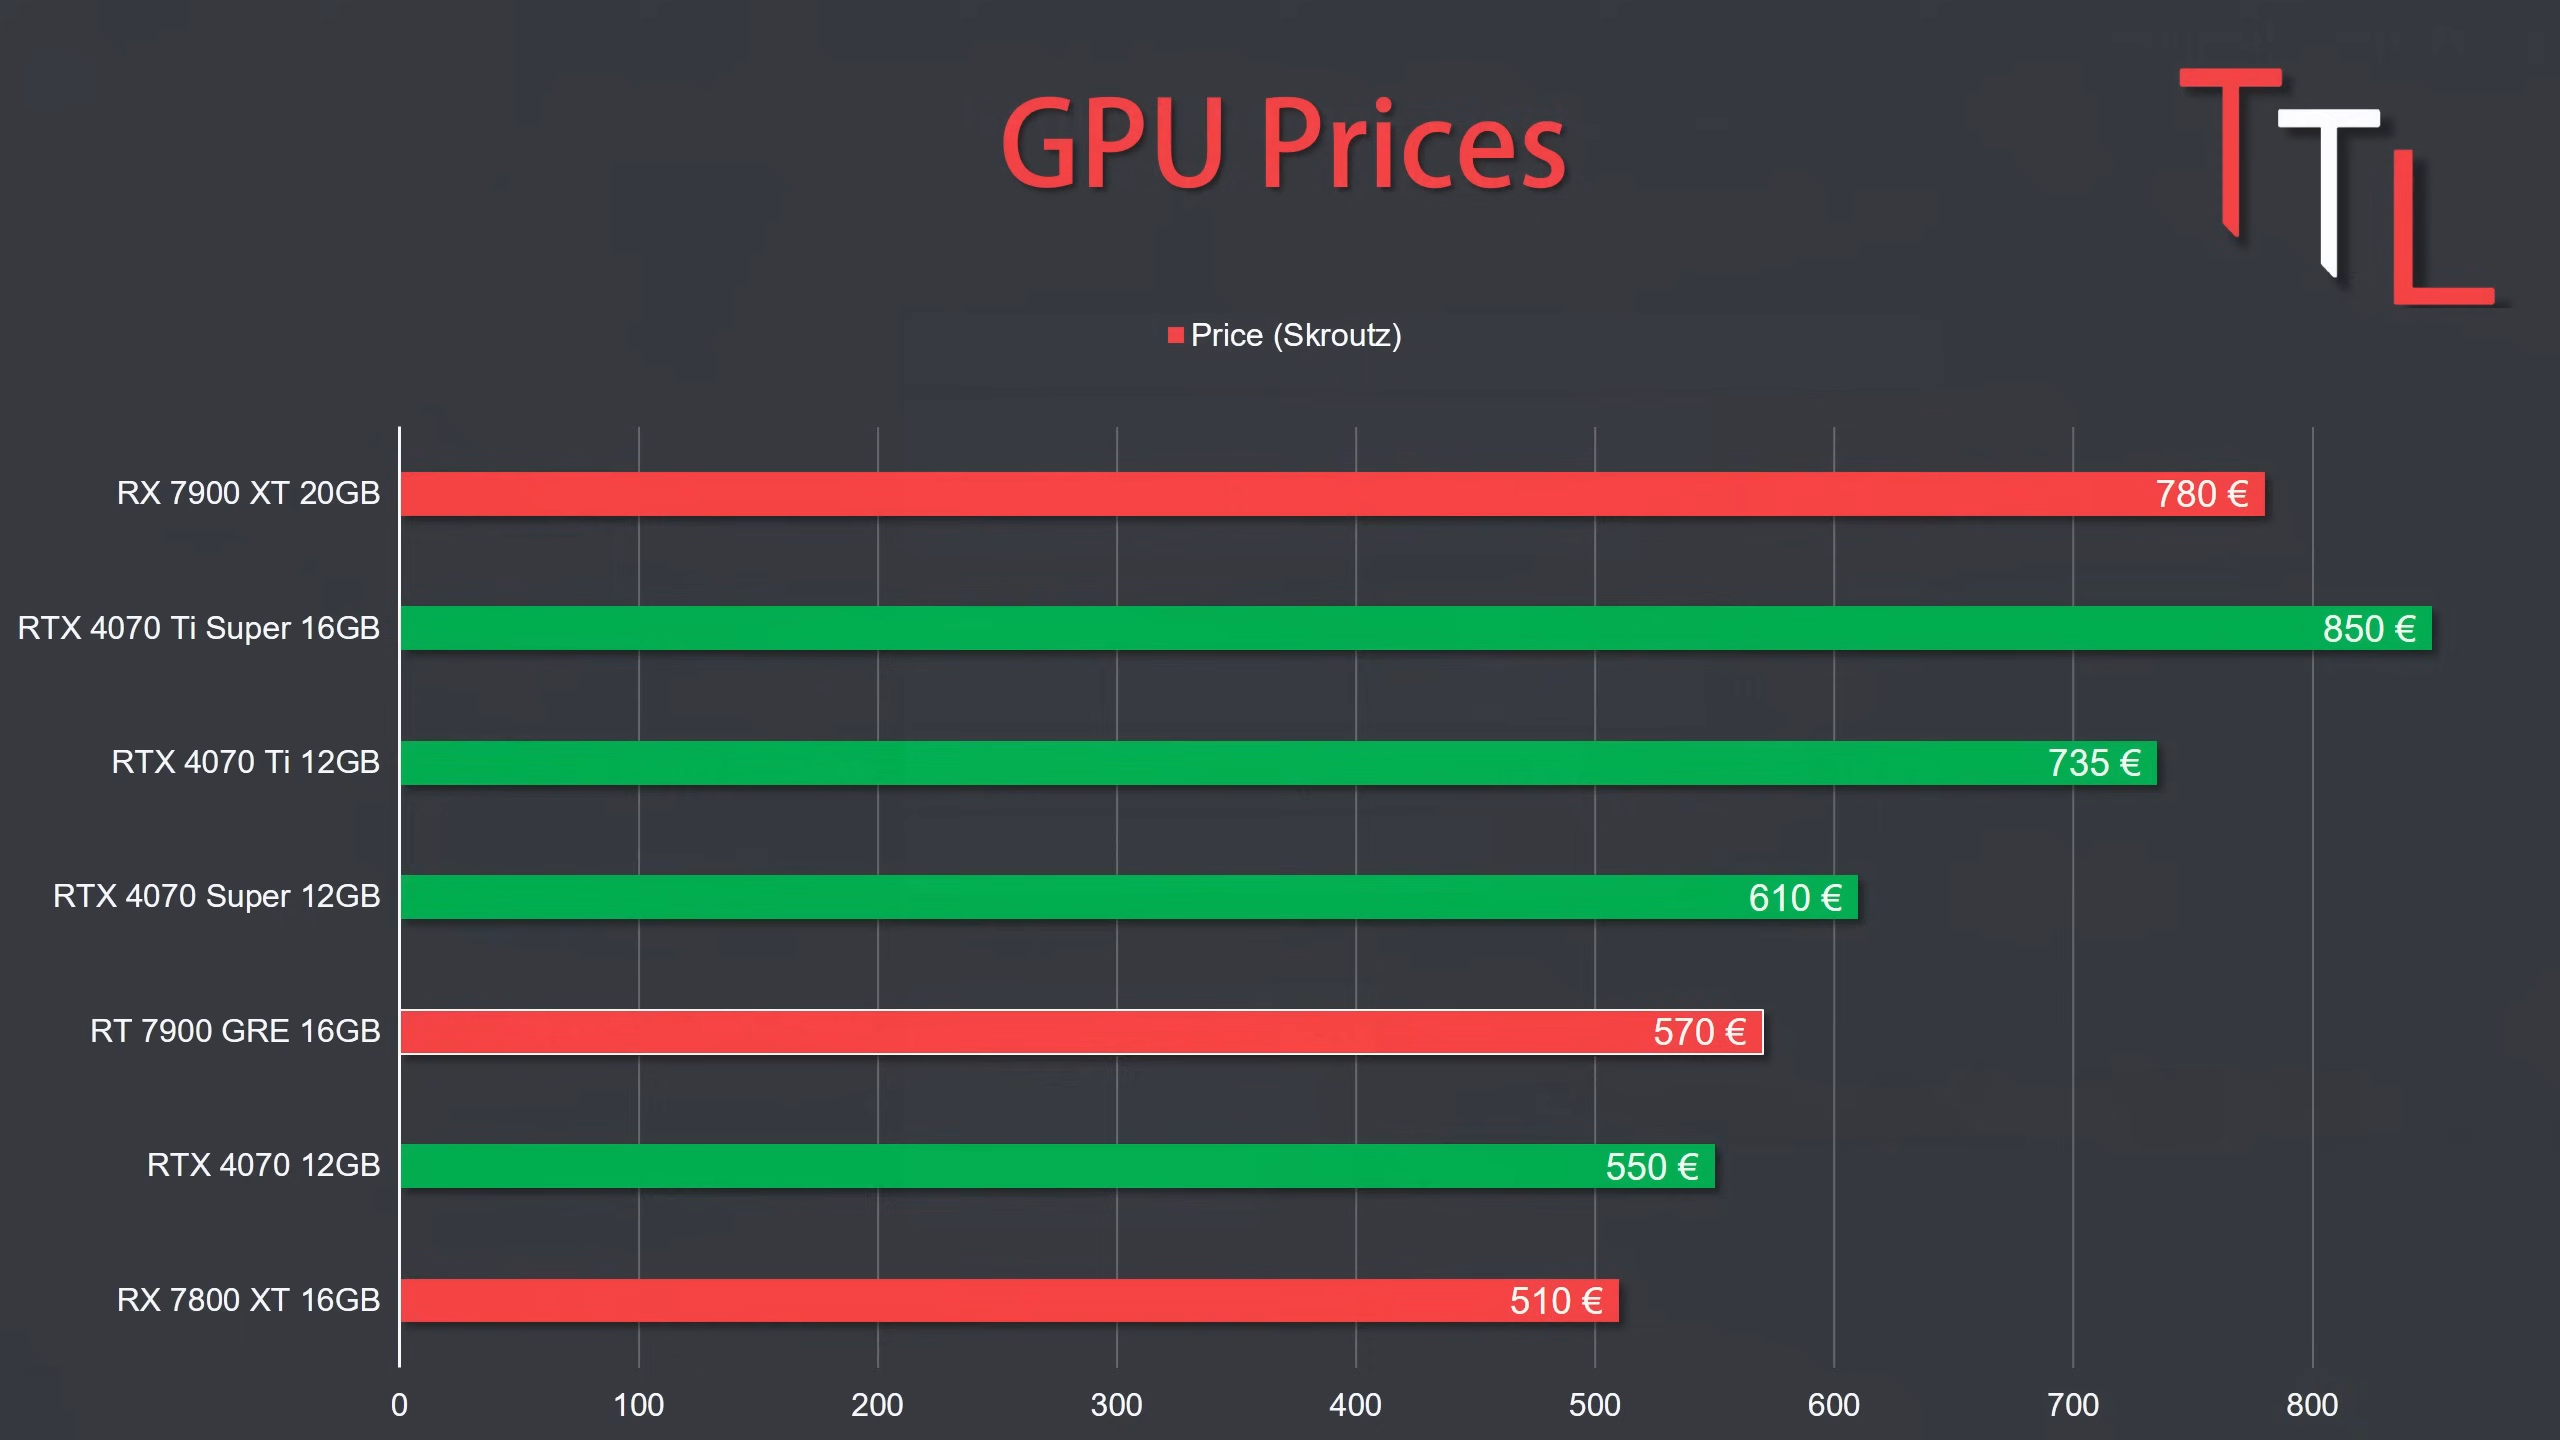 GPU Prices
TTL
Price (Skroutz)
RX 7900 XT 20GB 780 €
RTX 4070 Ti Super 16GB 850 €
RTX 4070 Ti 12GB 735 €
RTX 4070 Super 12GB 610 €
RT 7900 GRE 16GB 570 €
RTX 4070 12GB 550 €
RX 7800 XT 16GB 510 €
0 100 200 300 400 500 600 700 800